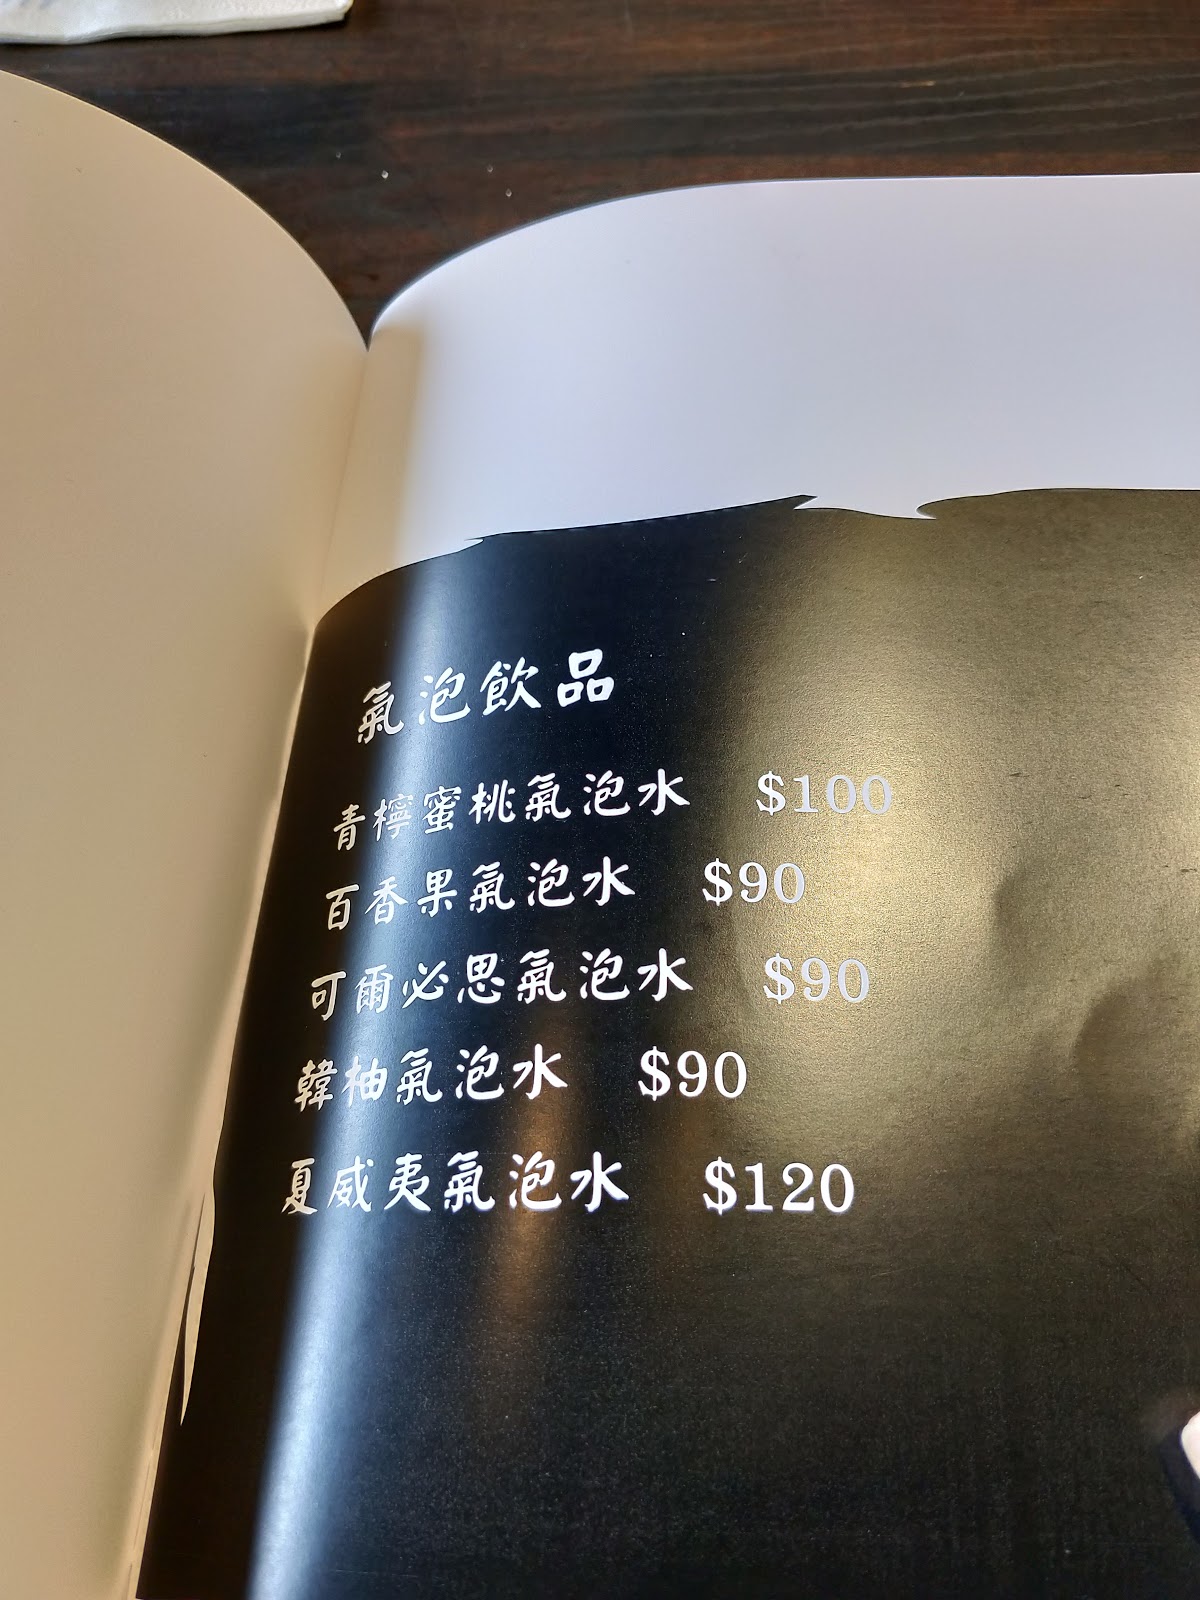 氣泡飲品
青檸蜜桃氣泡水 $100
百香果氣泡水 $90
可爾必思氣泡水 $90
韓柚氣泡水 $90
夏威夷氣泡水 $120